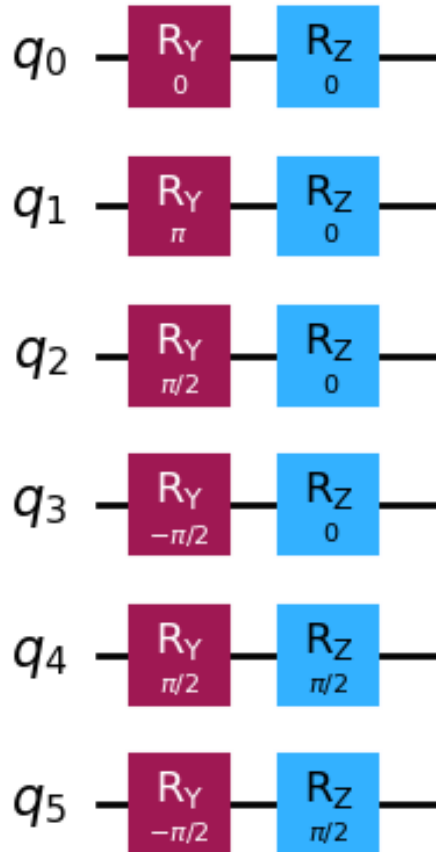 q0 RY RZ
0 0
q1 RY RZ
π 0
q2 RY RZ
π/2 0
q3 RY RZ
−π/2 0
q4 RY RZ
π/2 π/2
q5 RY RZ
−π/2 π/2